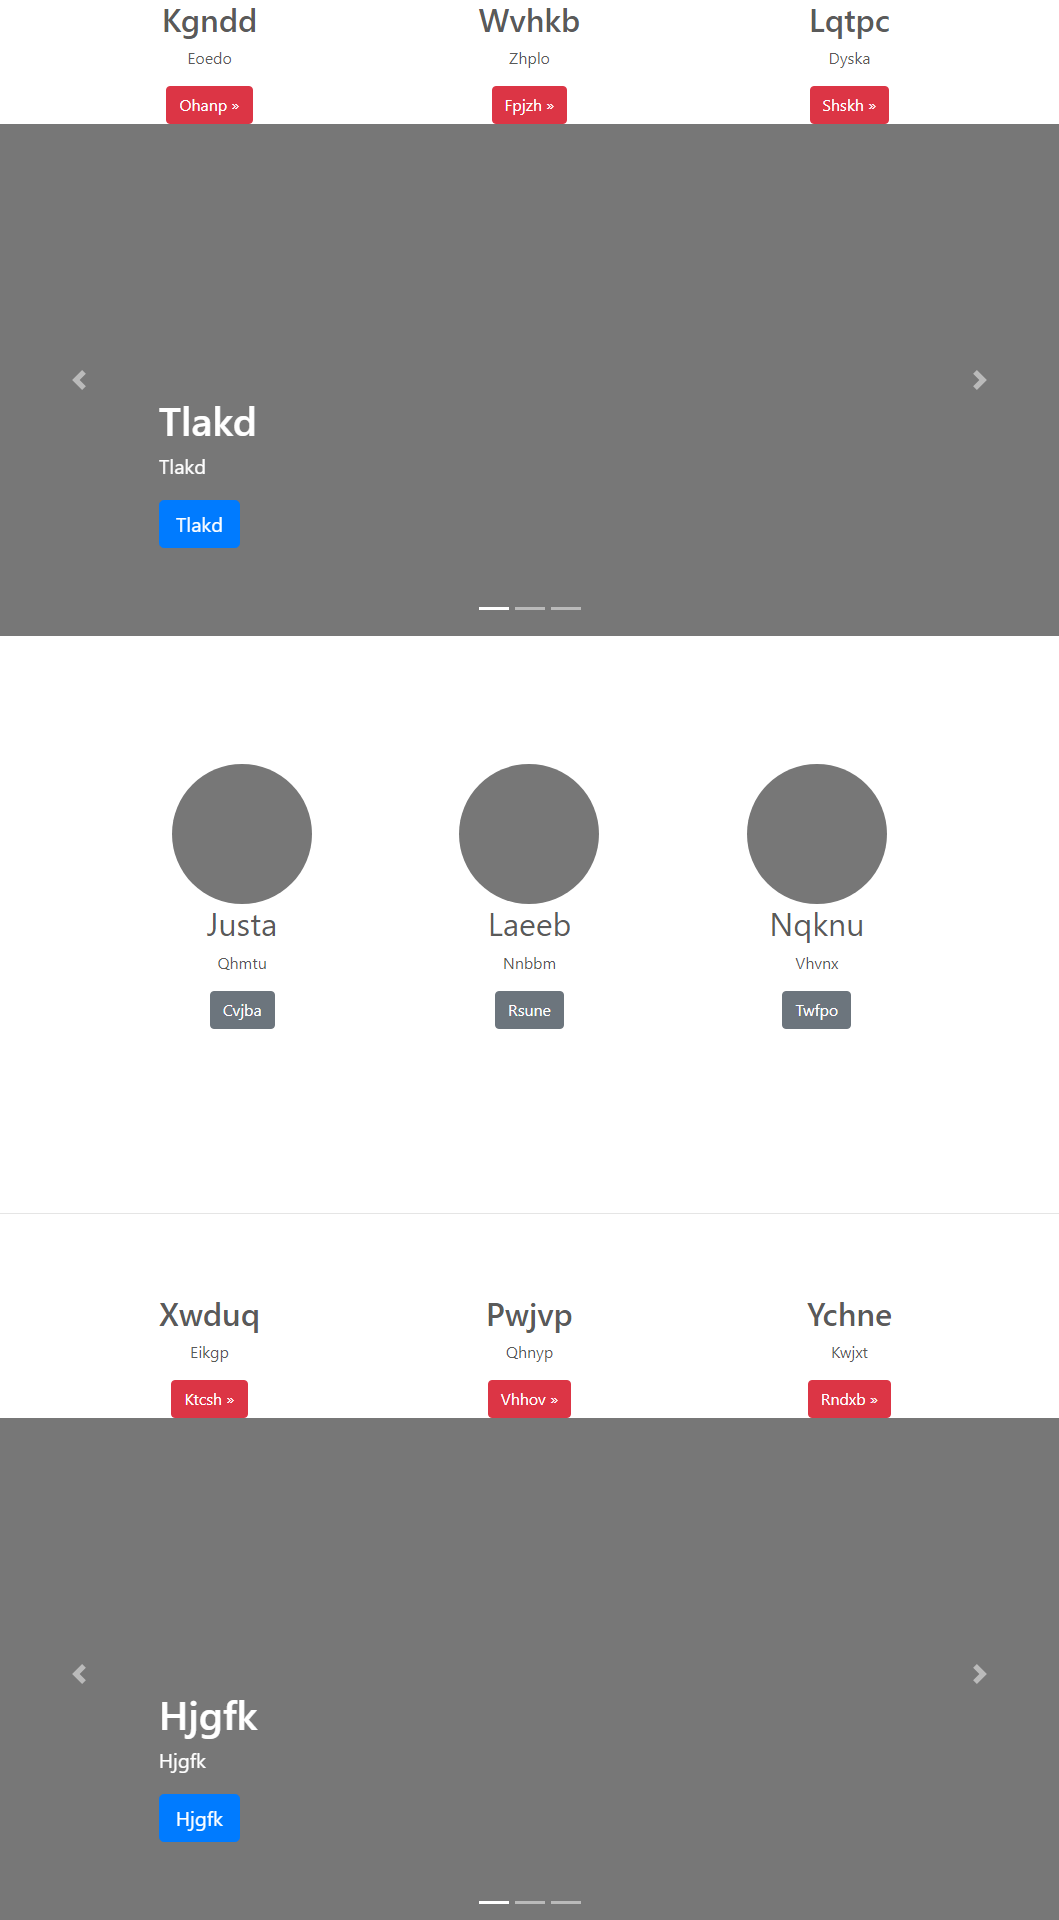 Kgndd
Wvhkb
Lqtpc
Eoedo
Zhplo
Dyska
Ohanp »
Fpjzh »
Shskh »
Tlakd
Tlakd
Tlakd
Justa
Laeeb
Nqknu
Qhmtu
Nnbbm
Vhvnx
Cvjba
Rsune
Twfpo
Xwduq
Pwjvp
Ychne
Eikgp
Qhnyp
Kwjxt
Ktcsh »
Vhhov »
Rndxb »
Hjgfk
Hjgfk
Hjgfk